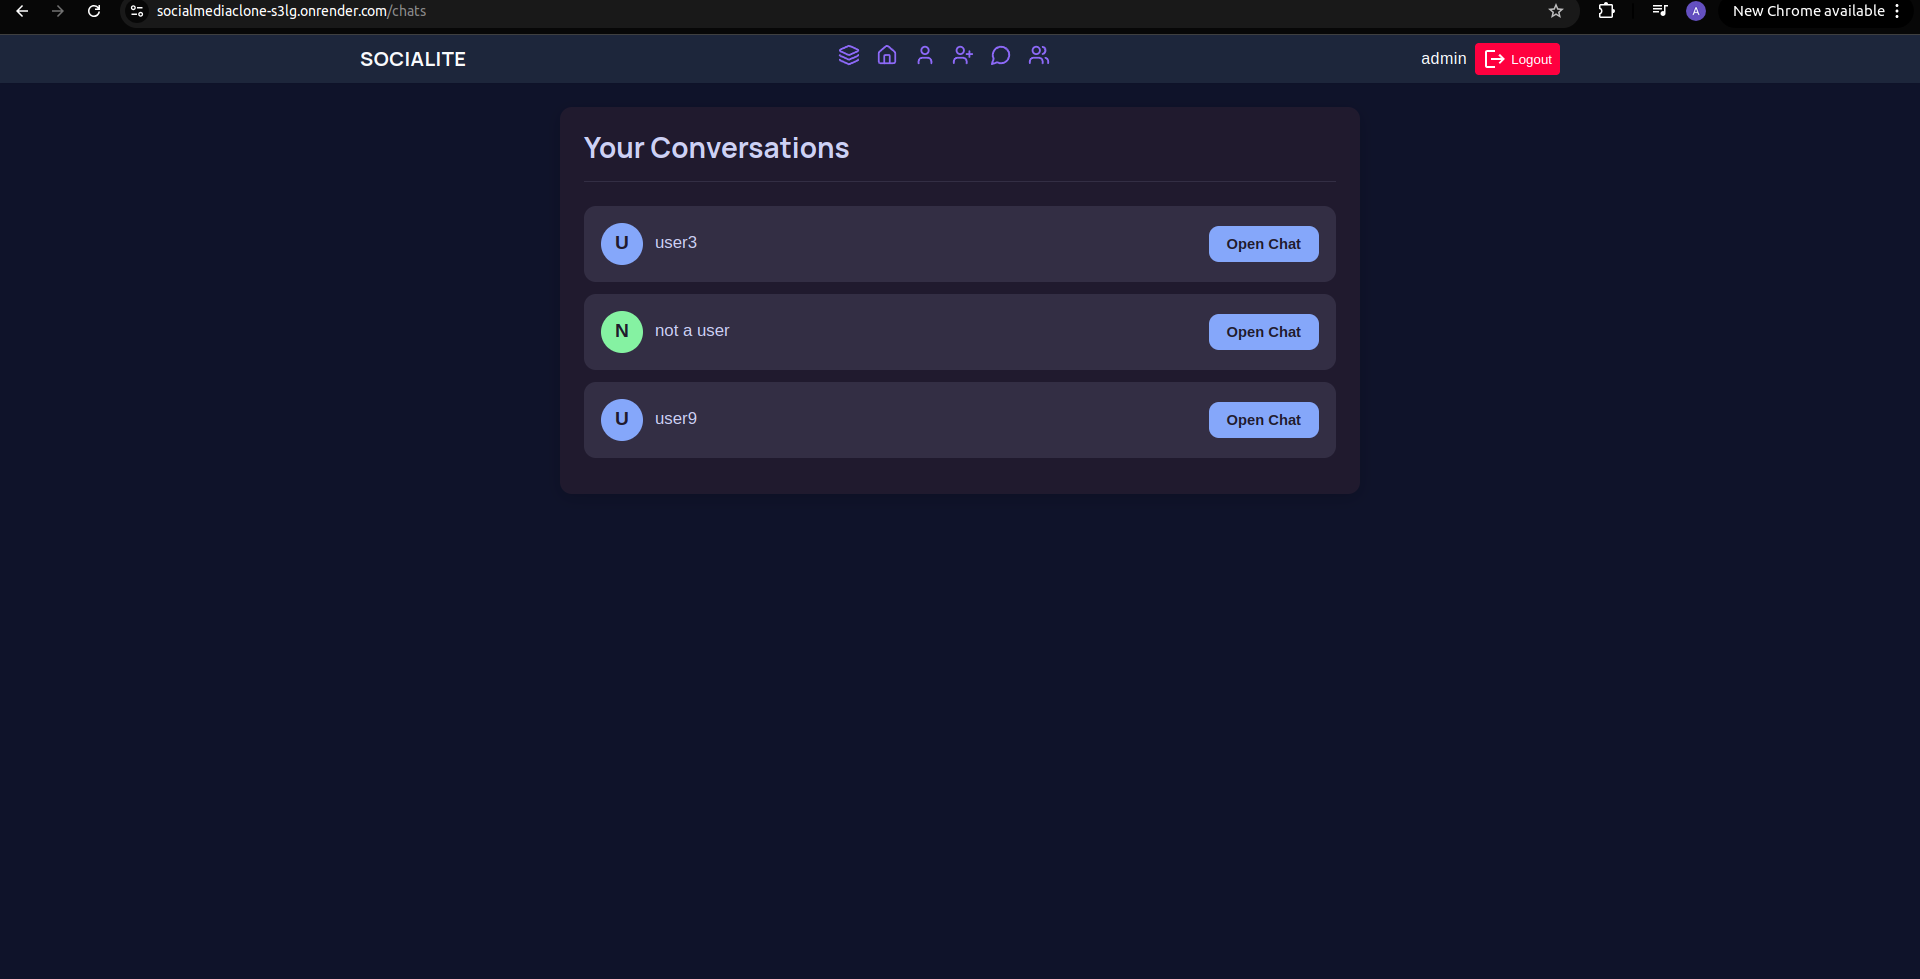 socialmediaclone-s3lg.onrender.com/chats
A
New Chrome available
SOCIALITE
admin
Logout
Your Conversations
U
user3
Open Chat
N
not a user
Open Chat
U
user9
Open Chat